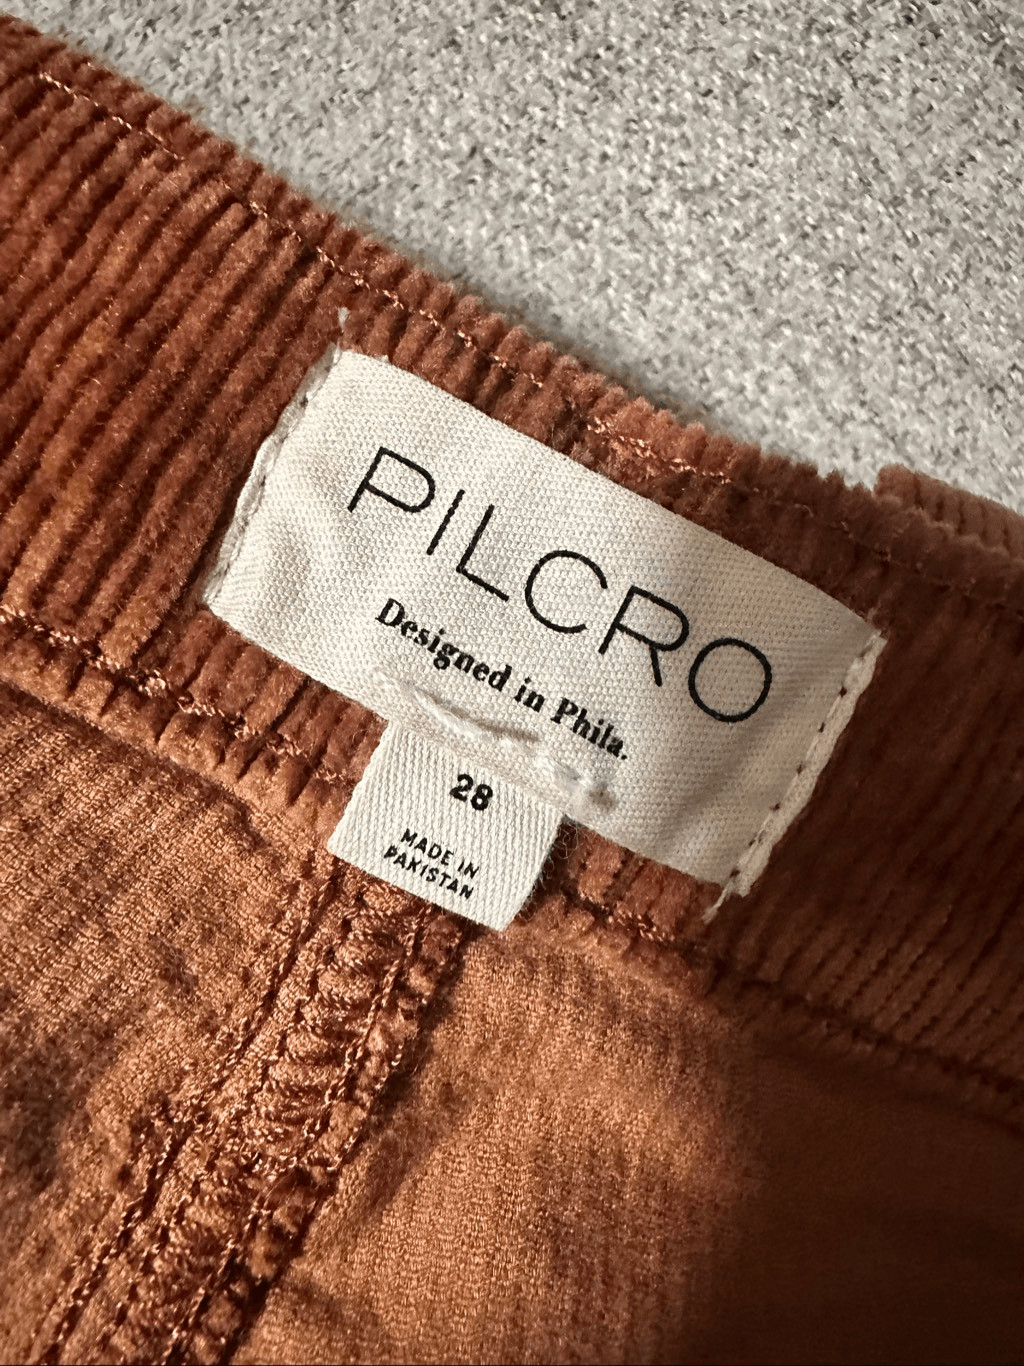 PILCRO
Designed in Phila.
28
MADE IN
PAKISTAN